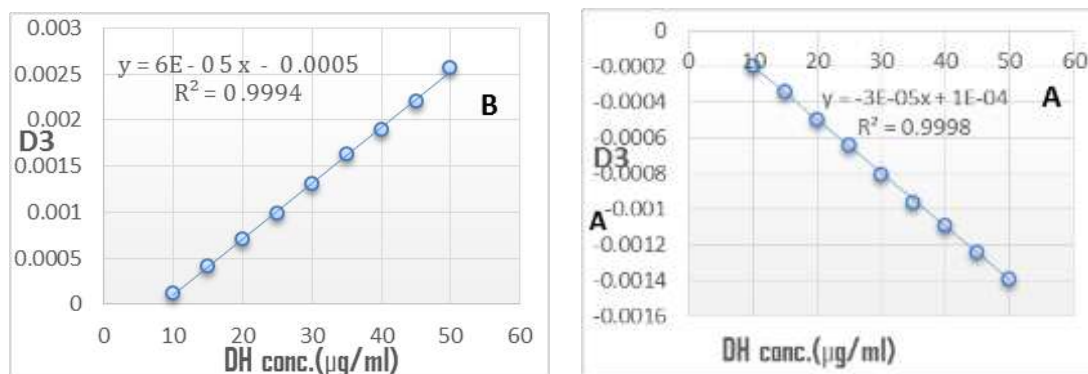 0.003
y = 6E - 05 x - 0.0005
R² = 0.9994
0.0025
B
0.002
D3
0.0015
0.001
0.0005
0
0 10 20 30 40 50 60
DH conc.(µg/ml)
0
0 10 20 30 40 50 60
A
-0.0002
y = -3E-05x + 1E-04
R² = 0.9998
-0.0004
-0.0006
D3
-0.0008
-0.001
A
-0.0012
-0.0014
-0.0016
DH conc.(µg/ml)